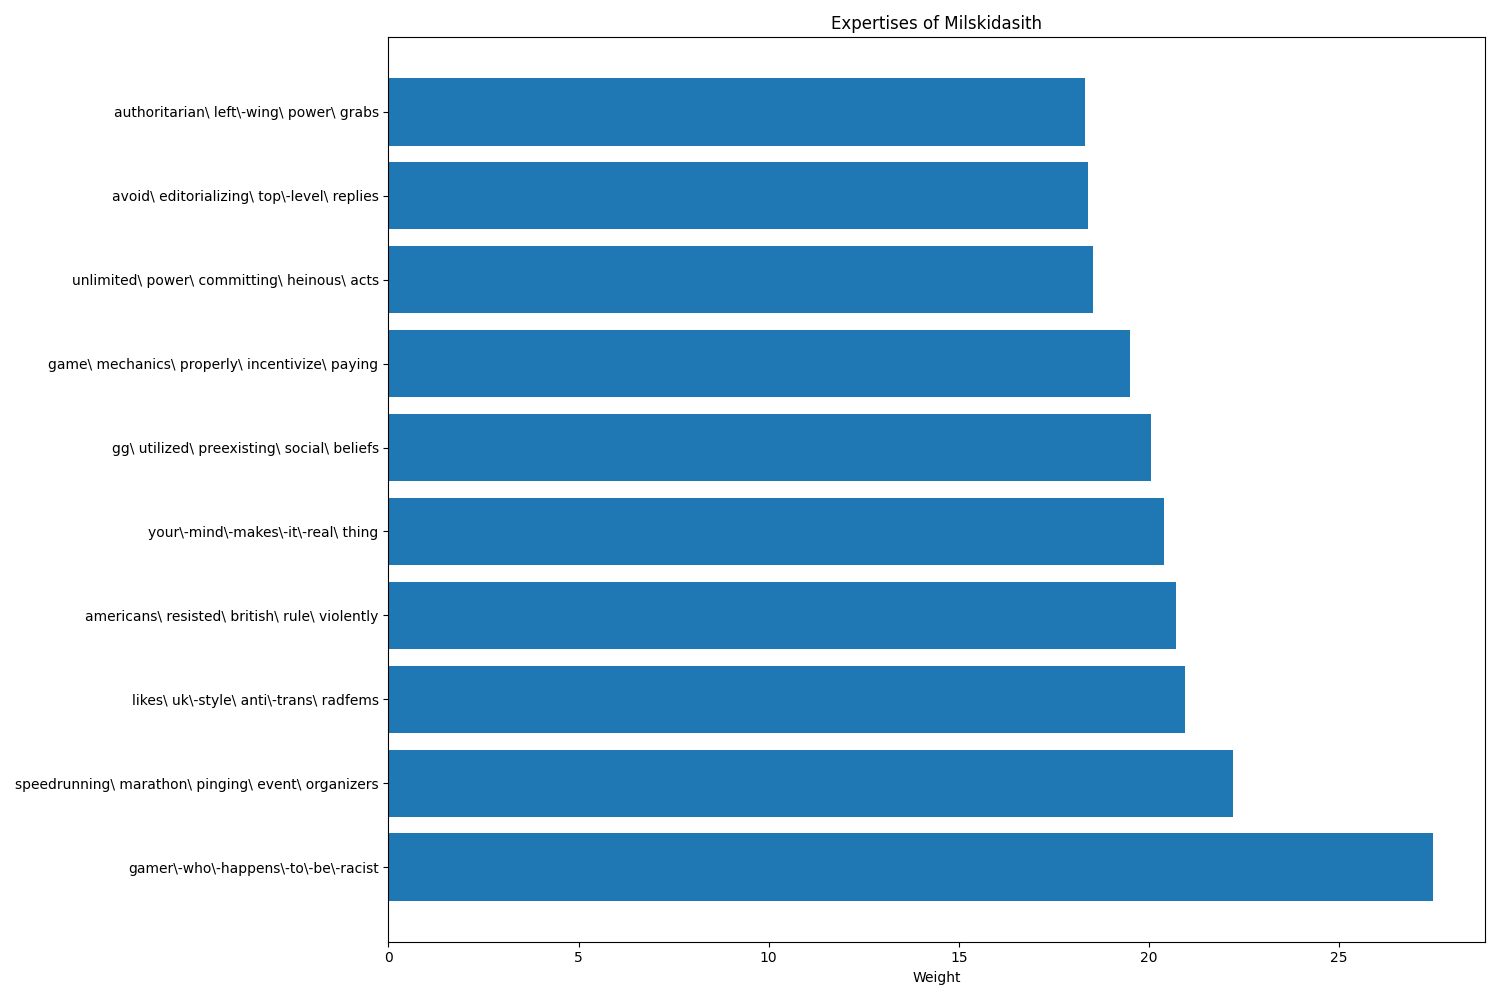 Expertises of Milskidasith
authoritarian\ left\-wing\ power\ grabs
avoid\ editorializing\ top\-level\ replies
unlimited\ power\ committing\ heinous\ acts
game\ mechanics\ properly\ incentivize\ paying
gg\ utilized\ preexisting\ social\ beliefs
your\-mind\-makes\-it\-real\ thing
americans\ resisted\ british\ rule\ violently
likes\ uk\-style\ anti\-trans\ radfems
speedrunning\ marathon\ pinging\ event\ organizers
gamer\-who\-happens\-to\-be\-racist
0 5 10 15 20 25
Weight